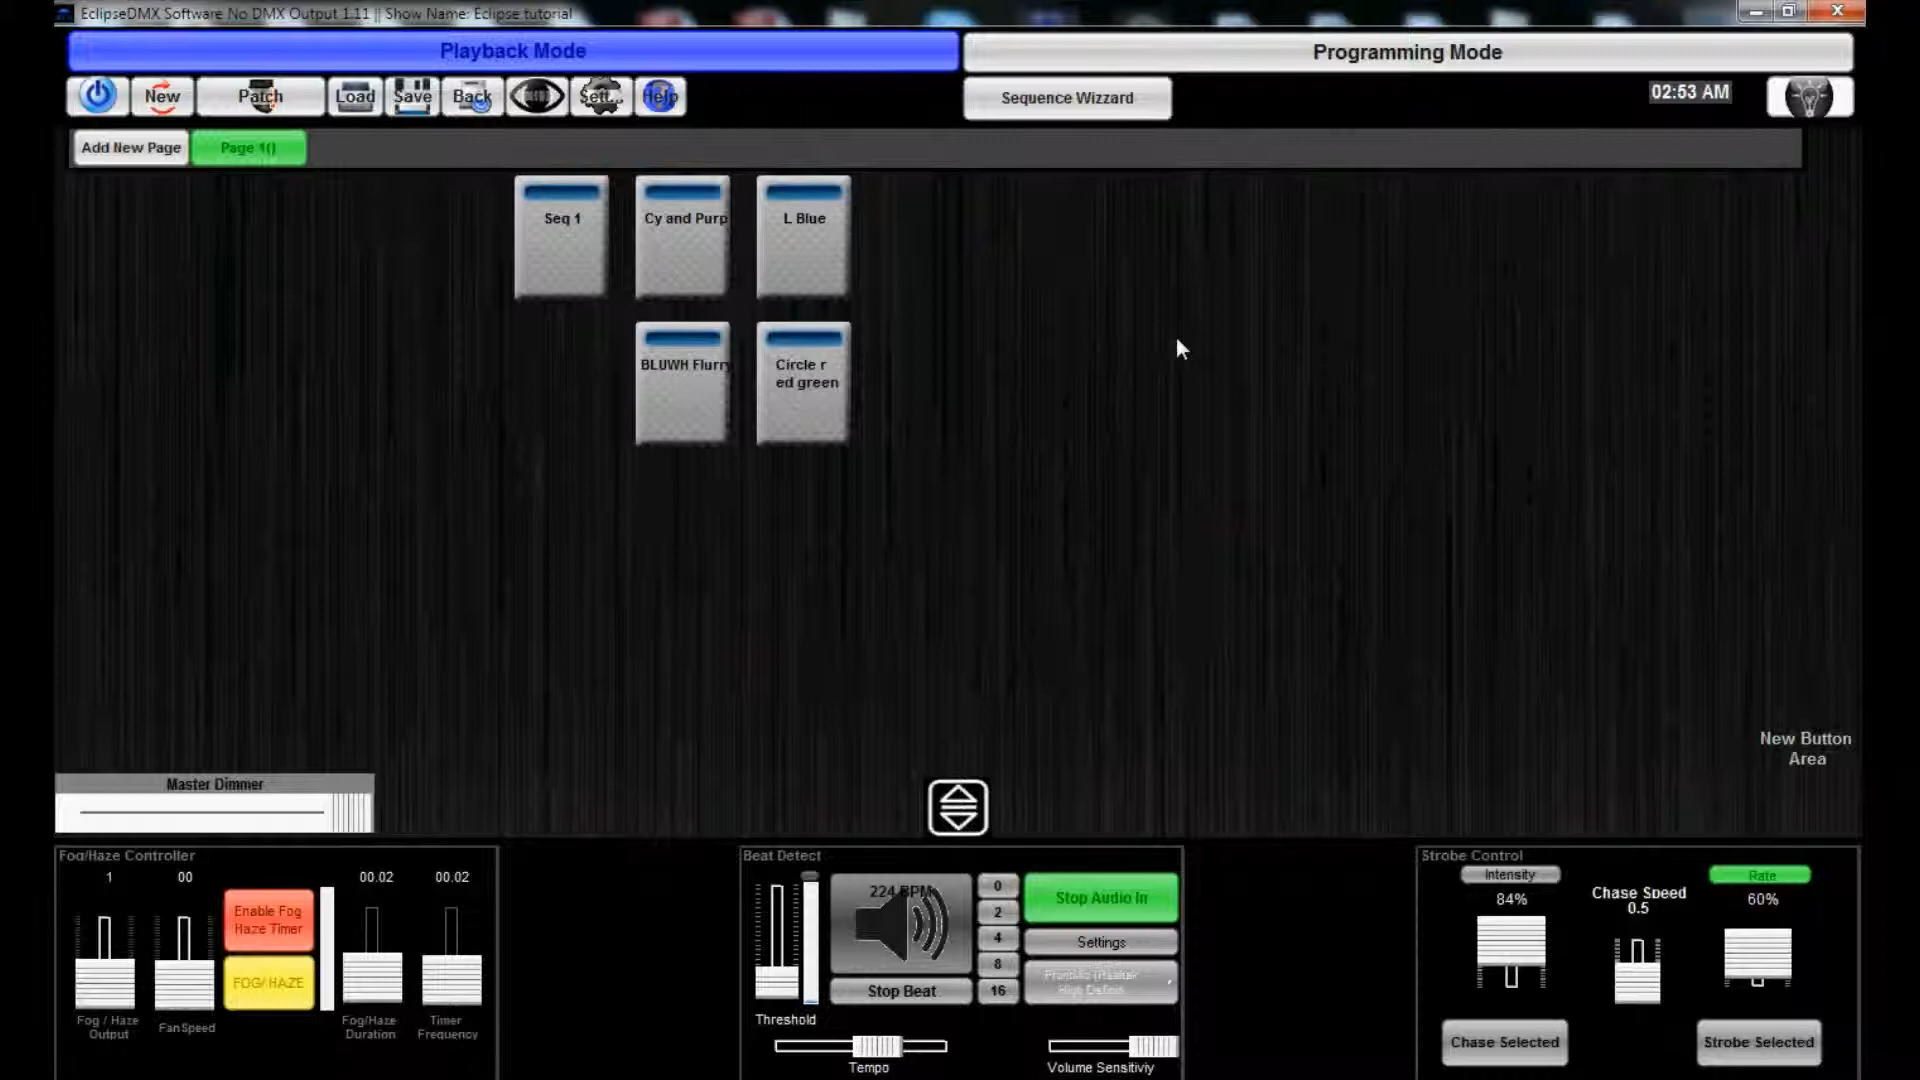 EclipseDMX Software No DMX Output 1.11 || Show Name: Eclipse tutorial
Playback Mode
Programming Mode
New
Patch
Load
Save
Back
Sett...
Help
Sequence Wizzard
02:53 AM
Add New Page
Page 1()
Seq 1
Cy and Purp
L Blue
BLUWH Flurry
Circle r
ed green
New Button
Area
Master Dimmer
Fog/Haze Controller
1
00
00.02
00.02
Enable Fog
Haze Timer
FOG/HAZE
Fog / Haze
Output
FanSpeed
Fog/Haze
Duration
Timer
Frequency
Beat Detect
224 BPM
0
2
4
8
16
Stop Audio In
Settings
Stop Beat
Threshold
Tempo
Volume Sensitiviy
Strobe Control
Intensity
84%
Chase Speed
0.5
Rate
60%
Chase Selected
Strobe Selected